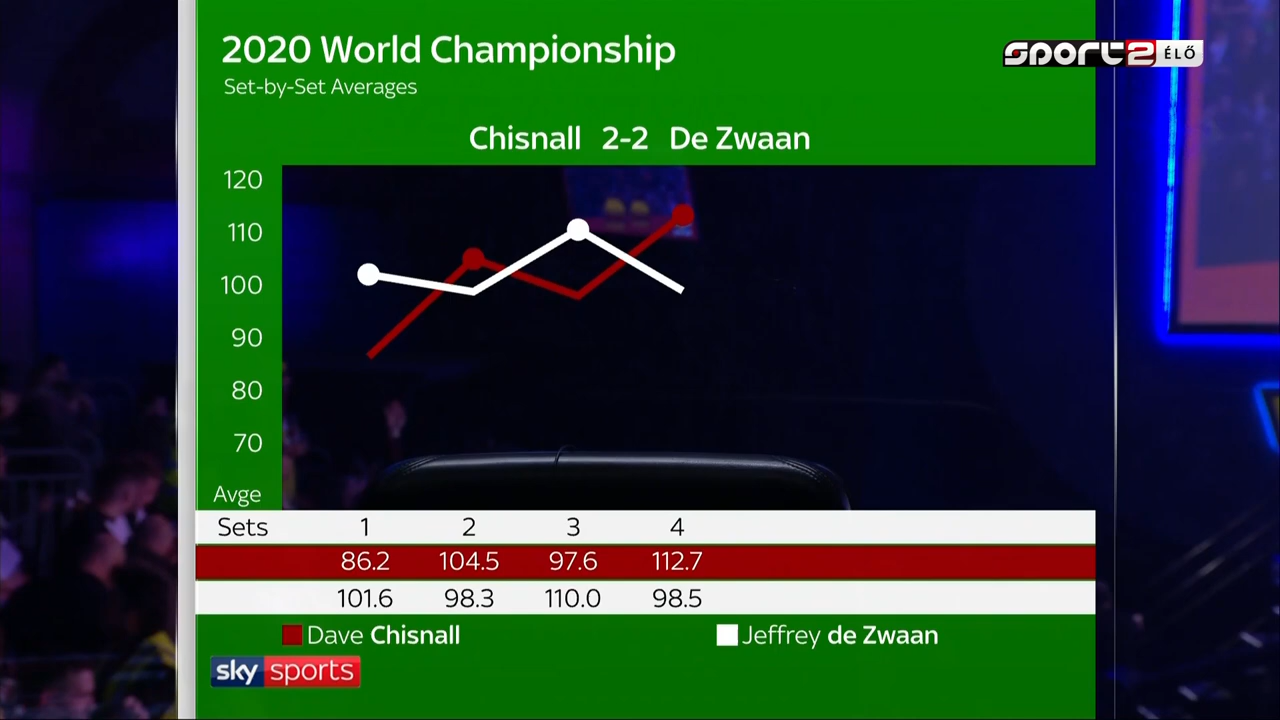 2020 World Championship
sport2 ÉLŐ
Set-by-Set Averages
Chisnall 2-2 De Zwaan
120
110
100
90
80
70
Avge
Sets 1 2 3 4
86.2 104.5 97.6 112.7
101.6 98.3 110.0 98.5
Dave Chisnall Jeffrey de Zwaan
sky sports